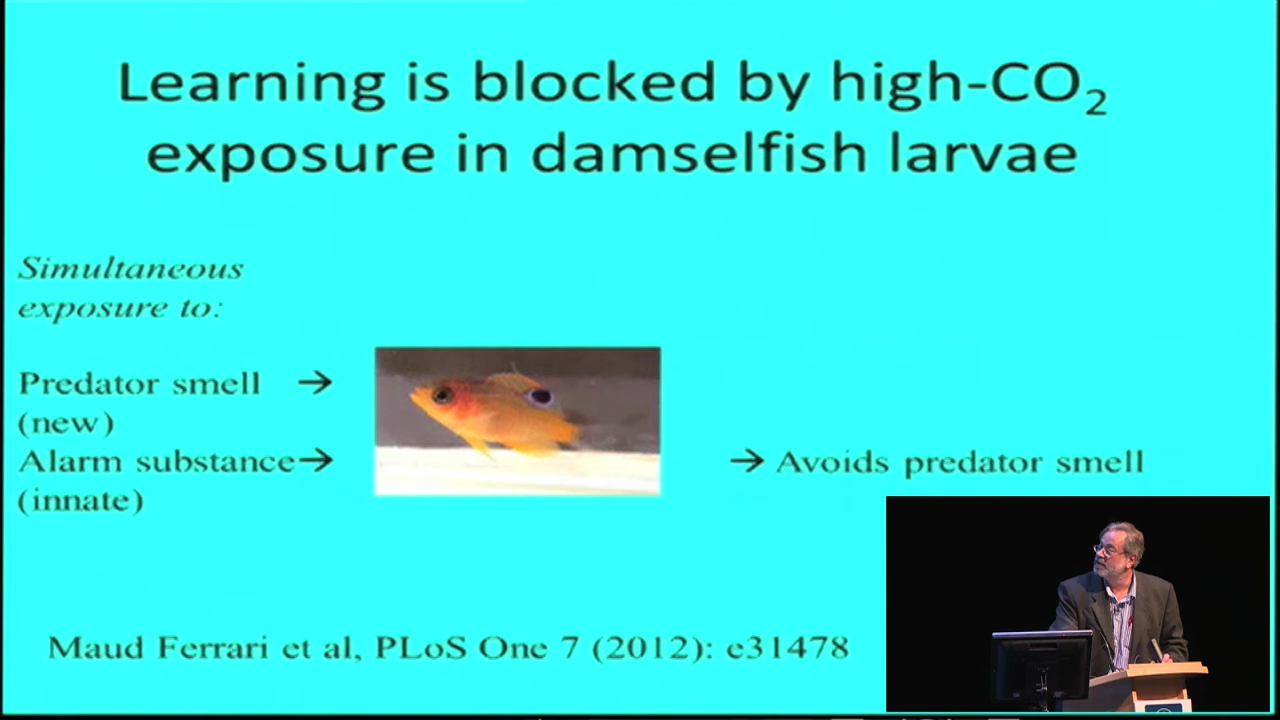 Learning is blocked by high-CO₂
exposure in damselfish larvae
Simultaneous
exposure to:
Predator smell →
(new)
Alarm substance→
(innate)
→ Avoids predator smell
Maud Ferrari et al, PLoS One 7 (2012): e31478